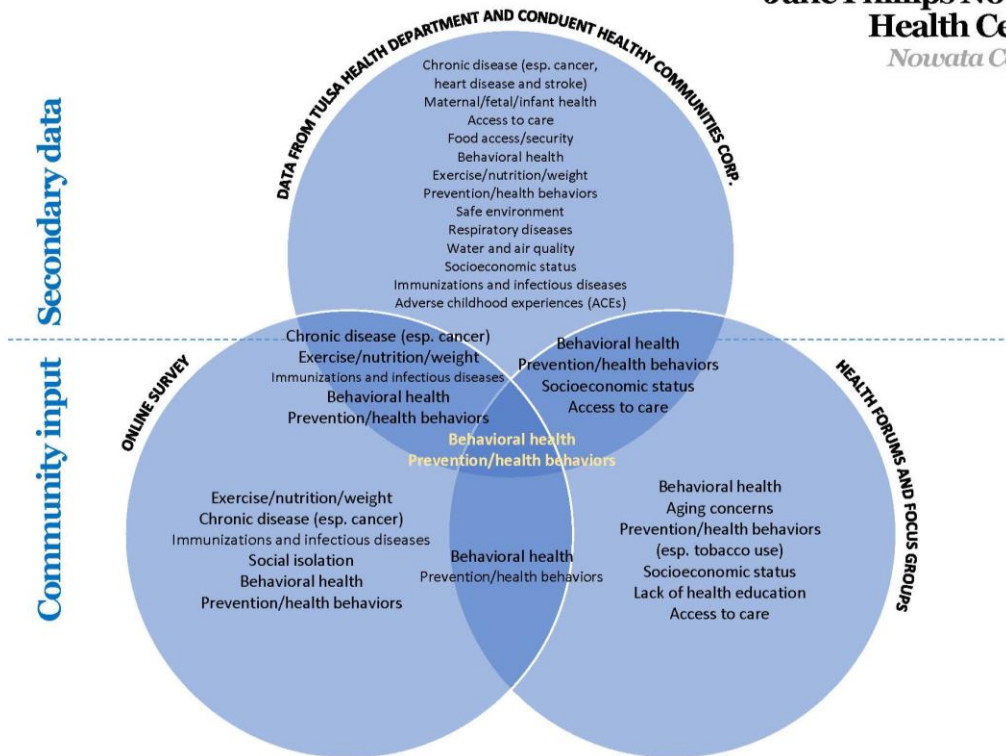 Health
Nowata
DATA FROM TULSA HEALTH DEPARTMENT AND CONDUENT HEALTHY COMMUNITIES CORP.
Secondary data
Chronic disease (esp. cancer,
heart disease and stroke)
Maternal/fetal/infant health
Access to care
Food access/security
Behavioral health
Exercise/nutrition/weight
Prevention/health behaviors
Safe environment
Respiratory diseases
Water and air quality
Socioeconomic status
Immunizations and infectious diseases
Adverse childhood experiences (ACEs)
Chronic disease (esp. cancer)
Exercise/nutrition/weight
Immunizations and infectious diseases
Behavioral health
Prevention/health behaviors
Behavioral health
Prevention/health behaviors
Socioeconomic status
Access to care
Behavioral health
Prevention/health behaviors
Community input
ONLINE SURVEY
Exercise/nutrition/weight
Chronic disease (esp. cancer)
Immunizations and infectious diseases
Social isolation
Behavioral health
Prevention/health behaviors
Behavioral health
Prevention/health behaviors
HEALTH FORUMS AND FOCUS GROUPS
Behavioral health
Aging concerns
Prevention/health behaviors
(esp. tobacco use)
Socioeconomic status
Lack of health education
Access to care